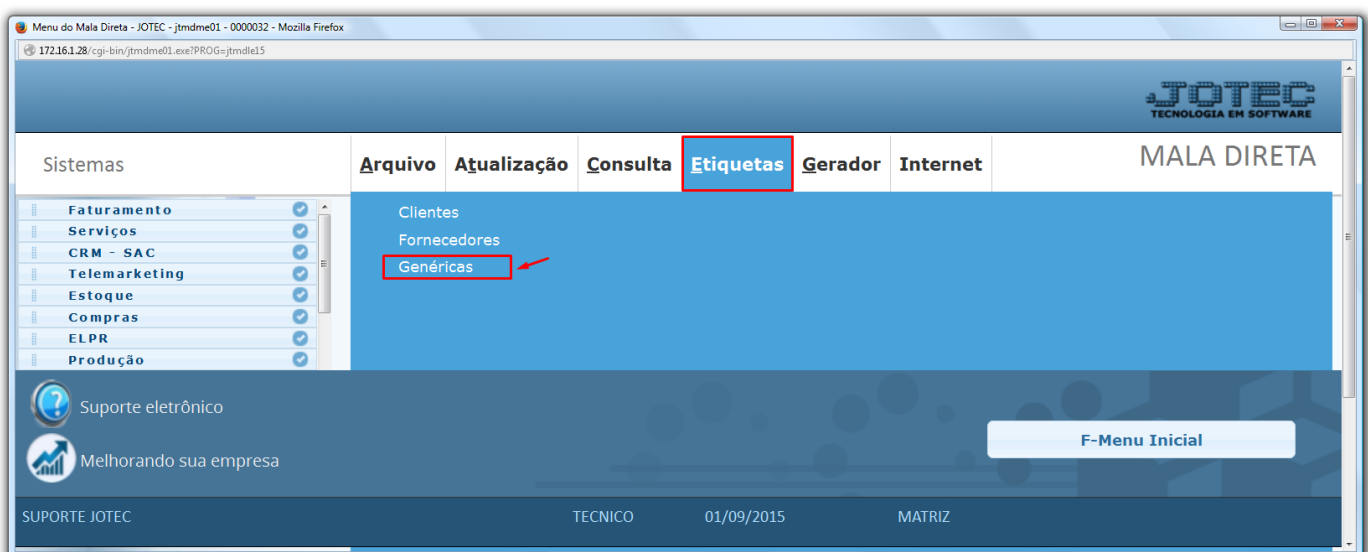 Menu do Mala Direta - JOTEC - jtmdme01 - 0000032 - Mozilla Firefox
172.16.1.28/cgi-bin/jtmdme01.exe?PROG=jtmdle15
JOTEC
TECNOLOGIA EM SOFTWARE
Sistemas
Arquivo Atualização Consulta Etiquetas Gerador Internet
MALA DIRETA
Faturamento
Serviços
CRM - SAC
Telemarketing
Estoque
Compras
ELPR
Produção
Clientes
Fornecedores
Genéricas
Suporte eletrônico
Melhorando sua empresa
F-Menu Inicial
SUPORTE JOTEC TECNICO 01/09/2015 MATRIZ